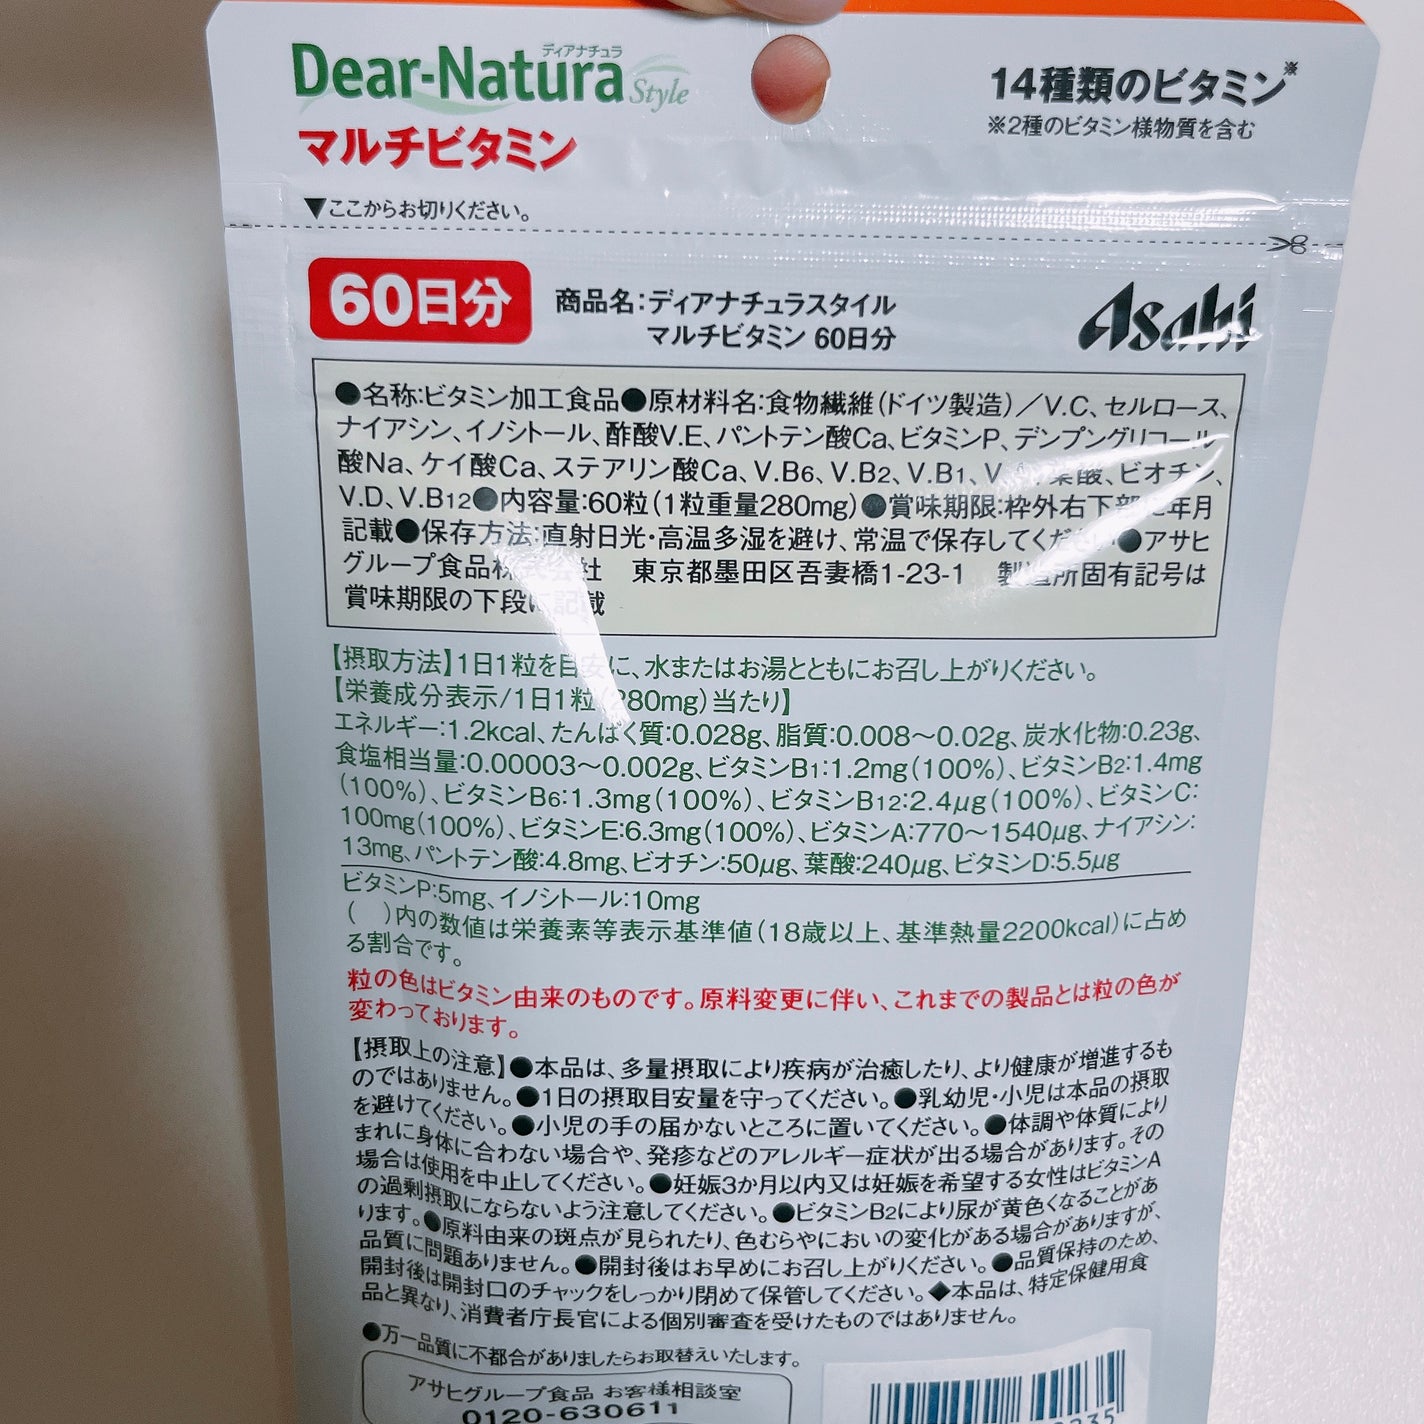 ディアナチュラ
Dear-Natura Style
マルチビタミン
14種類のビタミン※
※2種のビタミン様物質を含む
▼ここからお切りください。
60日分
商品名:ディアナチュラスタイル
マルチビタミン 60日分
Asahi
●名称:ビタミン加工食品●原材料名:食物繊維(ドイツ製造)/V.C、セルロース、
ナイアシン、イノシトール、酢酸V.E、パントテン酸Ca、ビタミンP、デンプングリコール
酸Na、ケイ酸Ca、ステアリン酸Ca、V.B6、V.B2、V.B1、葉酸、ビオチン、
V.D、V.B12●内容量:60粒(1粒重量280mg)●賞味期限:枠外右下部に年月
記載●保存方法:直射日光・高温多湿を避け、常温で保存してください●アサヒ
グループ食品株式会社 東京都墨田区吾妻橋1-23-1 製造所固有記号は
賞味期限の下段に記載
【摂取方法】1日1粒を目安に、水またはお湯とともにお召し上がりください。
【栄養成分表示/1日1粒(280mg)当たり】
エネルギー:1.2kcal、たんぱく質:0.028g、脂質:0.008〜0.02g、炭水化物:0.23g、
食塩相当量:0.00003〜0.002g、ビタミンB1:1.2mg(100%)、ビタミンB2:1.4mg
(100%)、ビタミンB6:1.3mg(100%)、ビタミンB12:2.4μg(100%)、ビタミンC:
100mg(100%)、ビタミンE:6.3mg(100%)、ビタミンA:770〜1540μg、ナイアシン:
13mg、パントテン酸:4.8mg、ビオチン:50μg、葉酸:240μg、ビタミンD:5.5μg
ビタミンP:5mg、イノシトール:10mg
( )内の数値は栄養素等表示基準値(18歳以上、基準熱量2200kcal)に占め
る割合です。
粒の色はビタミン由来のものです。原料変更に伴い、これまでの製品とは粒の色が
変わっております。
【摂取上の注意】●本品は、多量摂取により疾病が治癒したり、より健康が増進するも
のではありません。●1日の摂取目安量を守ってください。●乳幼児・小児は本品の摂取
を避けてください。●小児の手の届かないところに置いてください。●体調や体質により
まれに身体に合わない場合や、発疹などのアレルギー症状が出る場合があります。その
場合は使用を中止してください。●妊娠3か月以内又は妊娠を希望する女性はビタミンA
の過剰摂取にならないよう注意してください。●ビタミンB2により尿が黄色くなることがあ
ります。●原料由来の斑点が見られたり、色むらやにおいの変化がある場合がありますが、
品質に問題ありません。●開封後はお早めにお召し上がりください。●品質保持のため、
開封後は開封口のチャックをしっかり閉めて保管してください。◆本品は、特定保健用食
品と異なり、消費者庁長官による個別審査を受けたものではありません。
●万一品質に不都合がありましたらお取替えいたします。
アサヒグループ食品 お客様相談室
0120-630611